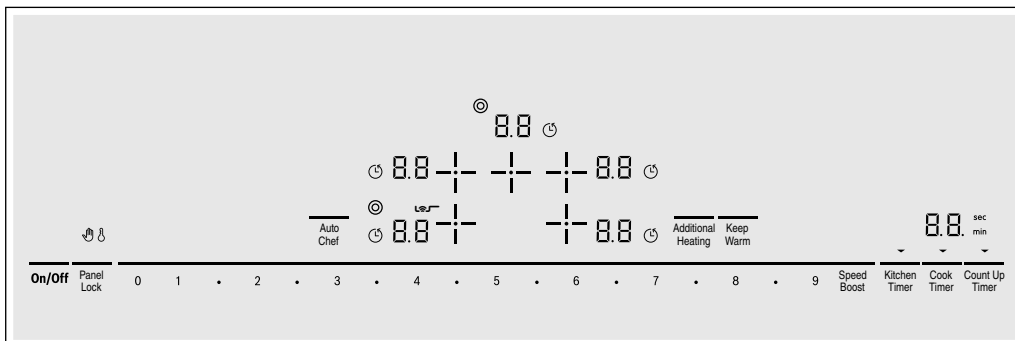 8.8
8.8
8.8
Auto
Chef
8.8
8.8
Additional
Heating
Keep
Warm
8.8.
sec
min
On/Off
Panel
Lock
0 1 . 2 . 3 . 4 . 5 . 6 . 7 . 8 . 9
Speed
Boost
Kitchen
Timer
Cook
Timer
Count Up
Timer